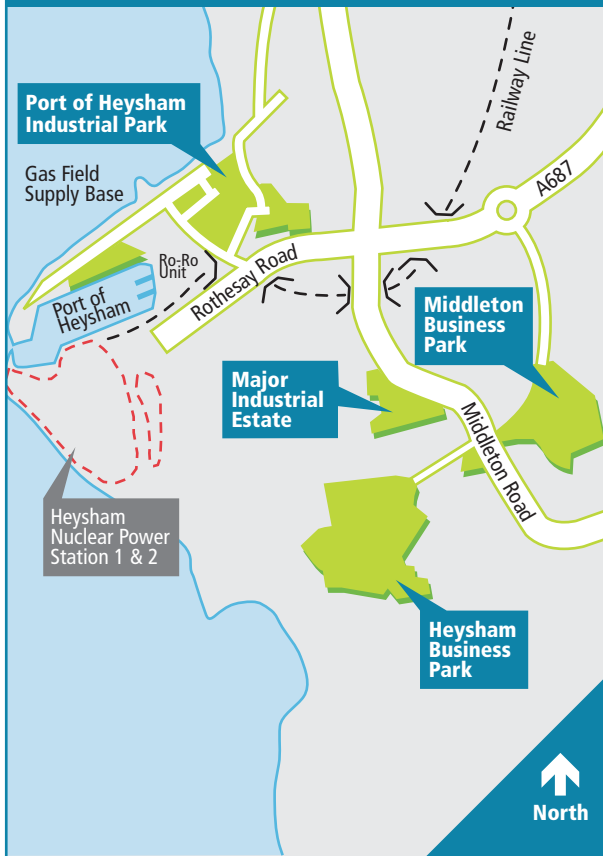 Port of Heysham
Industrial Park
Gas Field
Supply Base
Railway Line
A687
Ro-Ro
Unit
Rothesay Road
Port of
Heysham
Middleton
Business
Park
Major
Industrial
Estate
Middleton Road
Heysham
Nuclear Power
Station 1 & 2
Heysham
Business
Park
North